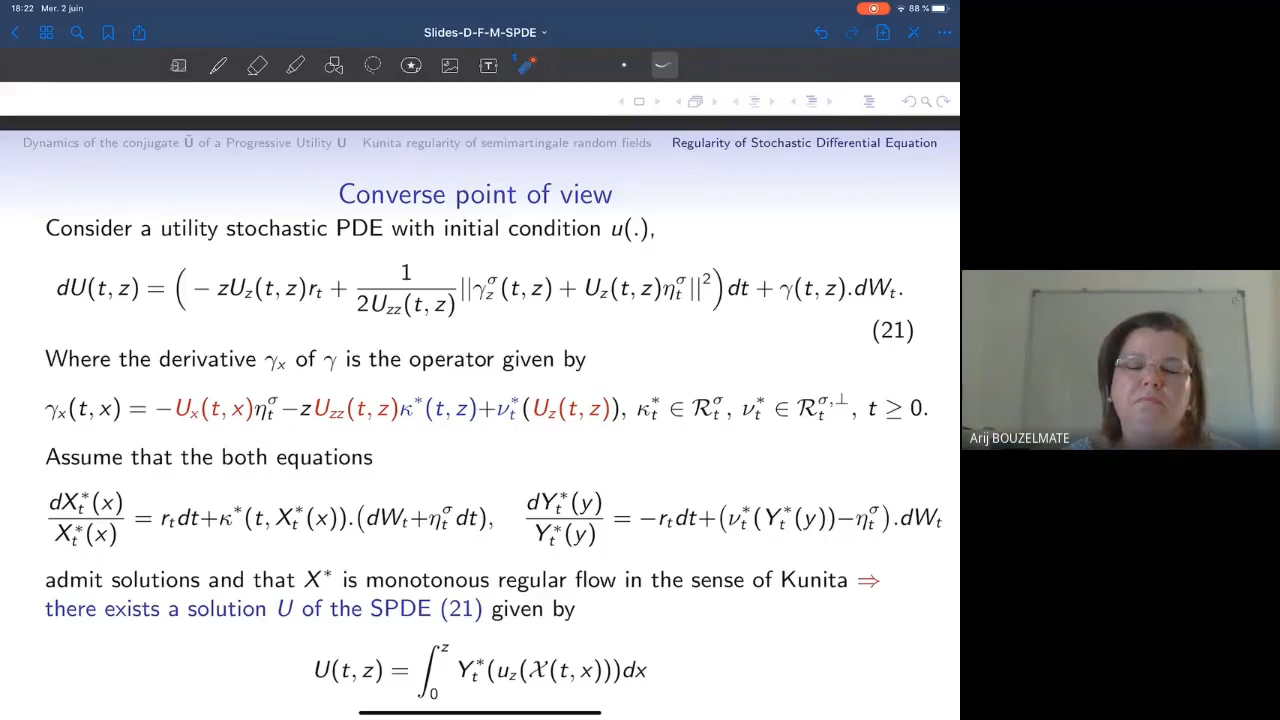 18:22 Mer. 2 juin
88 %
Slides-D-F-M-SPDE
Dynamics of the conjugate Ũ of a Progressive Utility U Kunita regularity of semimartingale random fields Regularity of Stochastic Differential Equation
Converse point of view
Consider a utility stochastic PDE with initial condition u(.),
dU(t, z) = ( − zU_z(t, z)r_t + 1/(2U_zz(t, z)) ||γ_z^σ(t, z) + U_z(t, z)η_t^σ||² )dt + γ(t, z).dW_t.
(21)
Where the derivative γ_x of γ is the operator given by
γ_x(t, x) = −U_x(t, x)η_t^σ−zU_zz(t, z)κ*(t, z)+ν_t*(U_z(t, z)), κ_t* ∈ R_t^σ, ν_t* ∈ R_t^{σ,⊥}, t ≥ 0.
Assume that the both equations
dX_t*(x)/X_t*(x) = r_t dt+κ*(t, X_t*(x)).(dW_t+η_t^σ dt), dY_t*(y)/Y_t*(y) = −r_t dt+(ν_t*(Y_t*(y))−η_t^σ).dW_t
admit solutions and that X* is monotonous regular flow in the sense of Kunita ⇒
there exists a solution U of the SPDE (21) given by
U(t, z) = ∫_0^z Y_t*(u_z(X(t, x)))dx
Arij BOUZELMATE